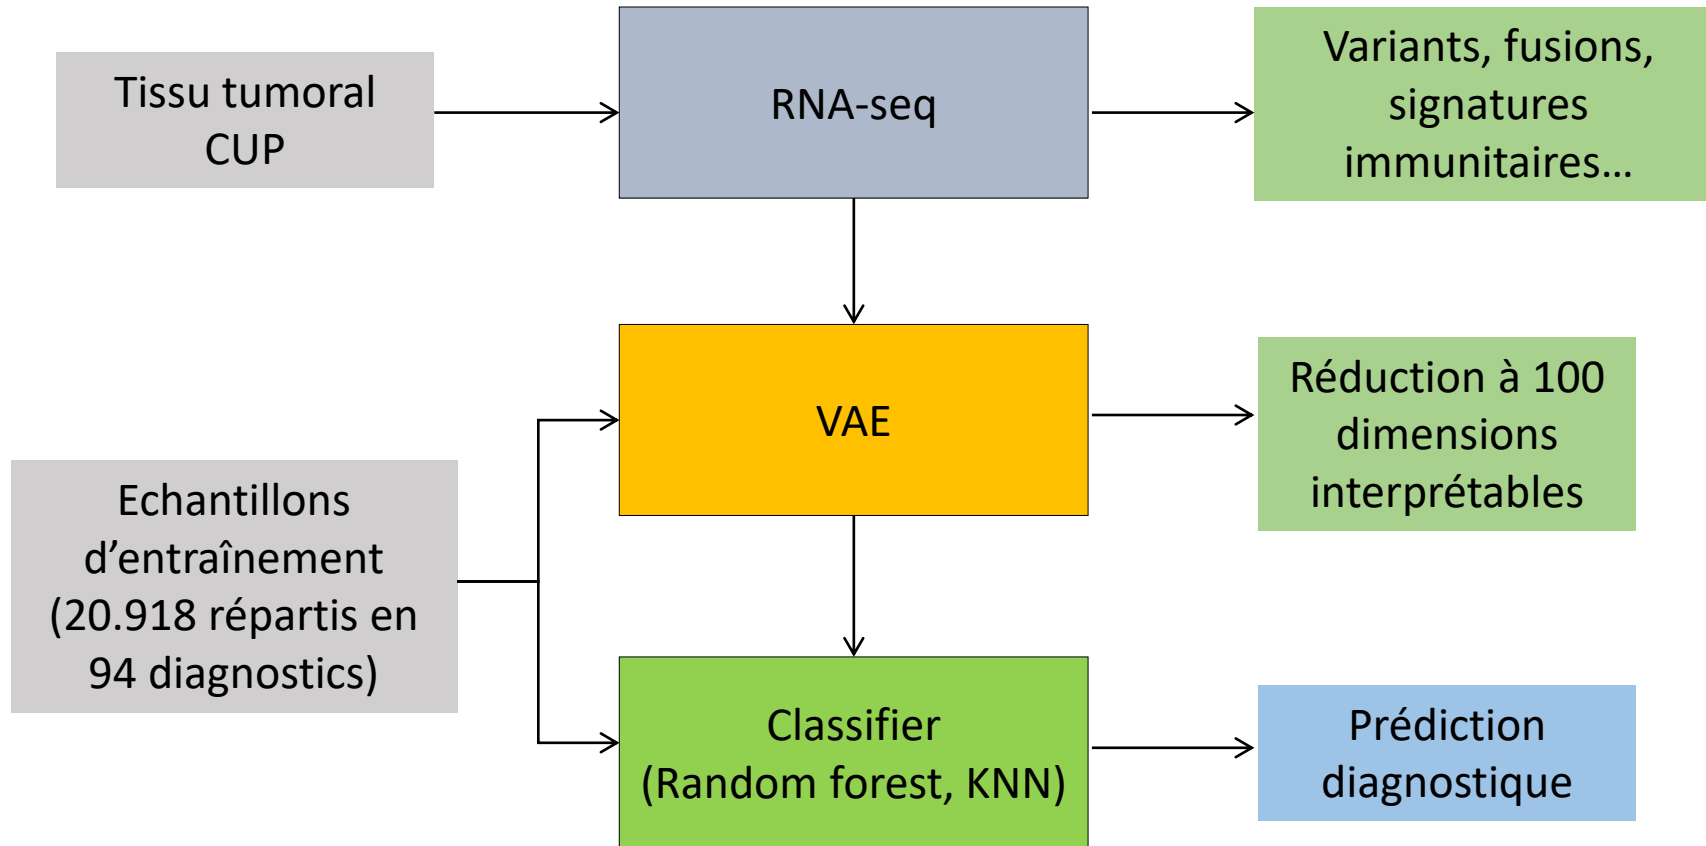 Tissu tumoral
CUP
RNA-seq
Variants, fusions,
signatures
immunitaires…
VAE
Réduction à 100
dimensions
interprétables
Echantillons
d’entraînement
(20.918 répartis en
94 diagnostics)
Classifier
(Random forest, KNN)
Prédiction
diagnostique